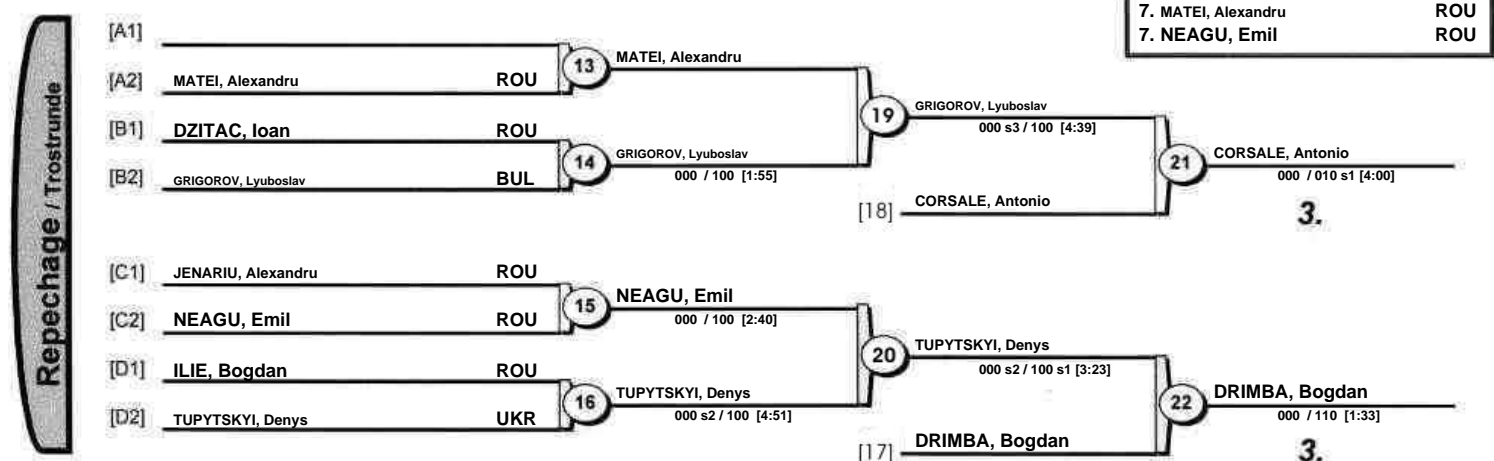 7. MATEI, Alexandru ROU
7. NEAGU, Emil ROU
Repechage / Trostrunde
[A1]
13 MATEI, Alexandru
[A2] MATEI, Alexandru ROU
GRIGOROV, Lyuboslav
19
000 s3 / 100 [4:39]
[B1] DZITAC, Ioan ROU
14 GRIGOROV, Lyuboslav
000 / 100 [1:55]
21 CORSALE, Antonio
000 / 010 s1 [4:00]
[B2] GRIGOROV, Lyuboslav BUL
[18] CORSALE, Antonio
3.
[C1] JENARIU, Alexandru ROU
15 NEAGU, Emil
000 / 100 [2:40]
[C2] NEAGU, Emil ROU
20 TUPYTSKYI, Denys
000 s2 / 100 s1 [3:23]
[D1] ILIE, Bogdan ROU
16 TUPYTSKYI, Denys
000 s2 / 100 [4:51]
22 DRIMBA, Bogdan
000 / 110 [1:33]
[D2] TUPYTSKYI, Denys UKR
[17] DRIMBA, Bogdan
3.